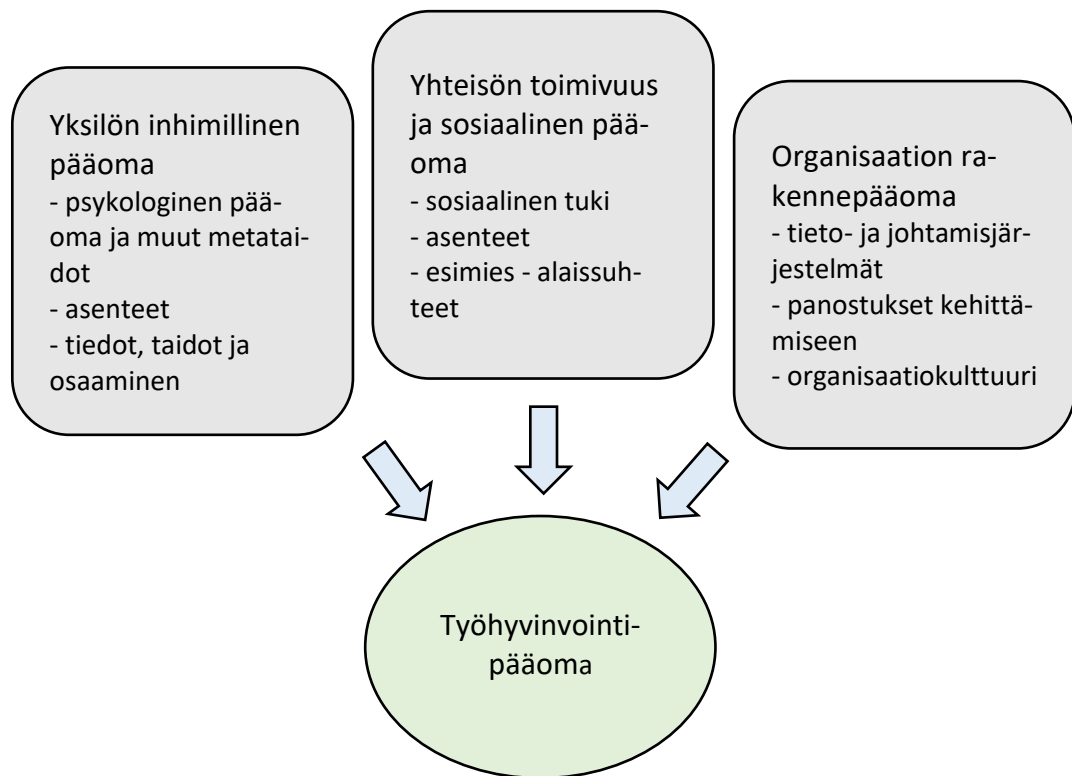 Yksilön inhimillinen
pääoma
- psykologinen pää-
oma ja muut metatai-
dot
- asenteet
- tiedot, taidot ja
osaaminen
Yhteisön toimivuus
ja sosiaalinen pää-
oma
- sosiaalinen tuki
- asenteet
- esimies - alaissuh-
teet
Organisaation ra-
kennepääoma
- tieto- ja johtamisjär-
jestelmät
- panostukset kehittä-
miseen
- organisaatiokulttuuri
Työhyvinvointi-
pääoma